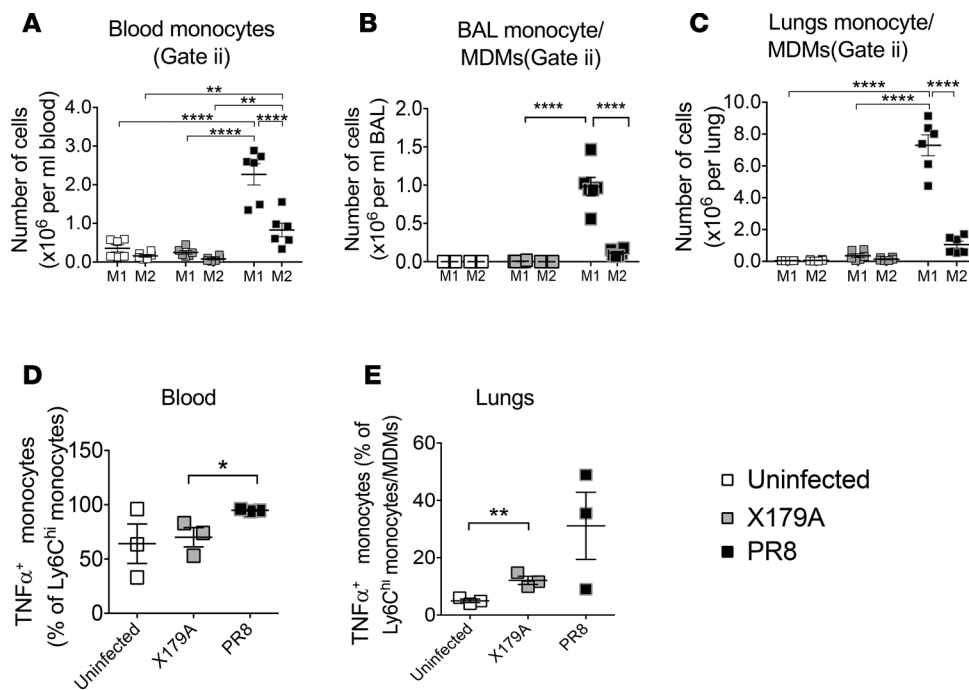 A
Blood monocytes
(Gate ii)
Number of cells
(x10⁶ per ml blood)
4.0
3.0
2.0
1.0
0.0
**
**
****
****
****
M1 M2 M1 M2 M1 M2
B
BAL monocyte/
MDMs(Gate ii)
Number of cells
(x10⁶ per ml BAL)
2.0
1.5
1.0
0.5
0.0
****
****
M1 M2 M1 M2 M1 M2
C
Lungs monocyte/
MDMs(Gate ii)
Number of cells
(x10⁶ per lung)
10.0
8.0
6.0
4.0
2.0
0.0
****
****
****
M1 M2 M1 M2 M1 M2
D
Blood
TNFα⁺ monocytes
(% of Ly6Cʰⁱ monocytes)
150
100
50
0
*
Uninfected
X179A
PR8
E
Lungs
TNFα⁺ monocytes (% of
Ly6Cʰⁱ monocytes/MDMs)
60
40
20
0
**
Uninfected
X179A
PR8
Uninfected
X179A
PR8